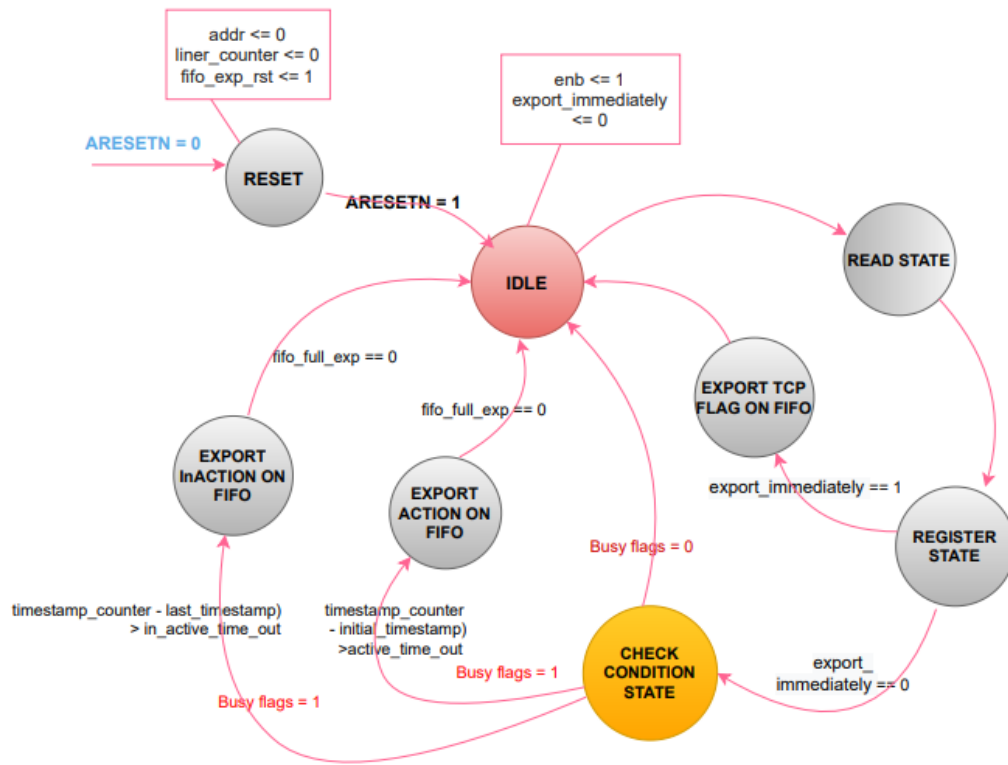 addr <= 0
liner_counter <= 0
fifo_exp_rst <= 1
enb <= 1
export_immediately
<= 0
ARESETN = 0
RESET
ARESETN = 1
IDLE
READ STATE
fifo_full_exp == 0
fifo_full_exp == 0
EXPORT TCP
FLAG ON FIFO
EXPORT
InACTION ON
FIFO
EXPORT
ACTION ON
FIFO
export_immediately == 1
REGISTER
STATE
Busy flags = 0
timestamp_counter - last_timestamp)
> in_active_time_out
timestamp_counter
- initial_timestamp)
>active_time_out
Busy flags = 1
Busy flags = 1
CHECK
CONDITION
STATE
export_
immediately == 0